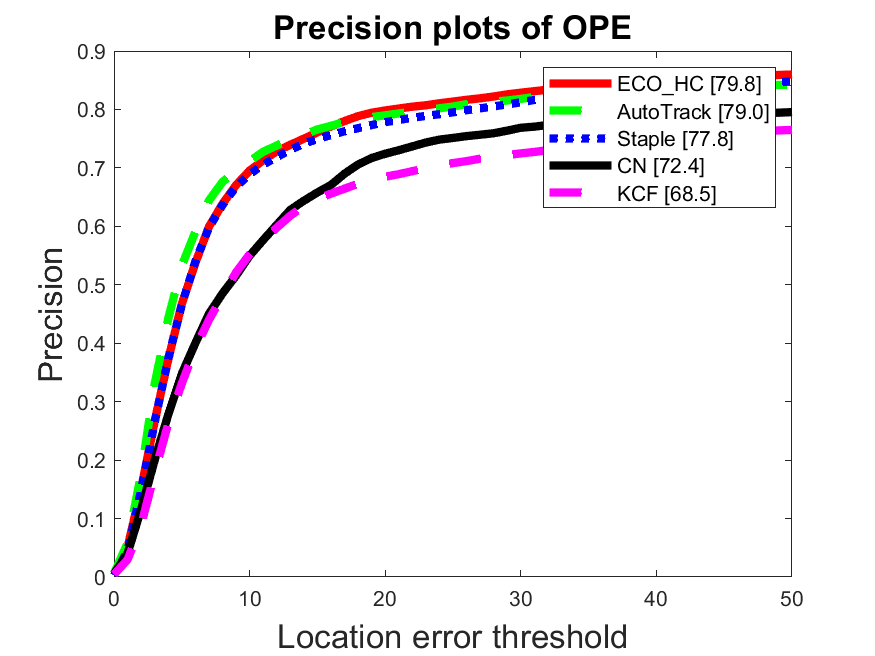 Precision plots of OPE
0.9
0.8
0.7
0.6
0.5
0.4
0.3
0.2
0.1
0
Precision
ECO_HC [79.8]
AutoTrack [79.0]
Staple [77.8]
CN [72.4]
KCF [68.5]
0 10 20 30 40 50
Location error threshold